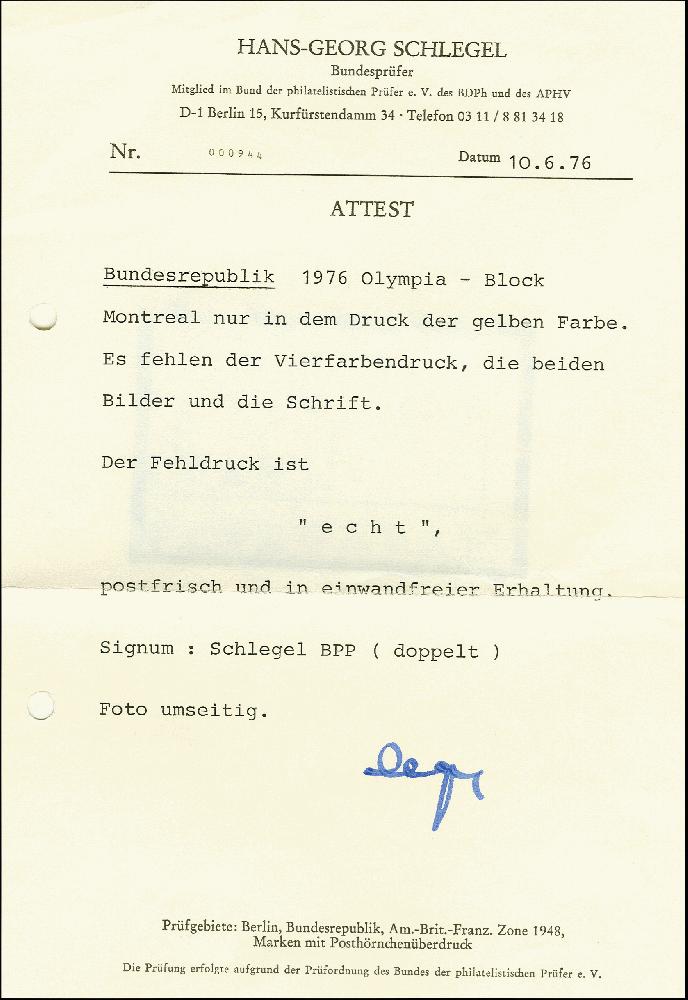 HANS-GEORG SCHLEGEL
Bundesprüfer
Mitglied im Bund der philatelistischen Prüfer e. V. des BDPh und des APHV
D-1 Berlin 15, Kurfürstendamm 34 · Telefon 03 11 / 8 81 34 18
Nr. 000944 Datum 10.6.76
ATTEST
Bundesrepublik 1976 Olympia - Block
Montreal nur in dem Druck der gelben Farbe.
Es fehlen der Vierfarbendruck, die beiden
Bilder und die Schrift.
Der Fehldruck ist
" e c h t ",
postfrisch und in einwandfreier Erhaltung.
Signum : Schlegel BPP ( doppelt )
Foto umseitig.
Prüfgebiete: Berlin, Bundesrepublik, Am.-Brit.-Franz. Zone 1948,
Marken mit Posthörnchenüberdruck
Die Prüfung erfolgte aufgrund der Prüfordnung des Bundes der philatelistischen Prüfer e. V.